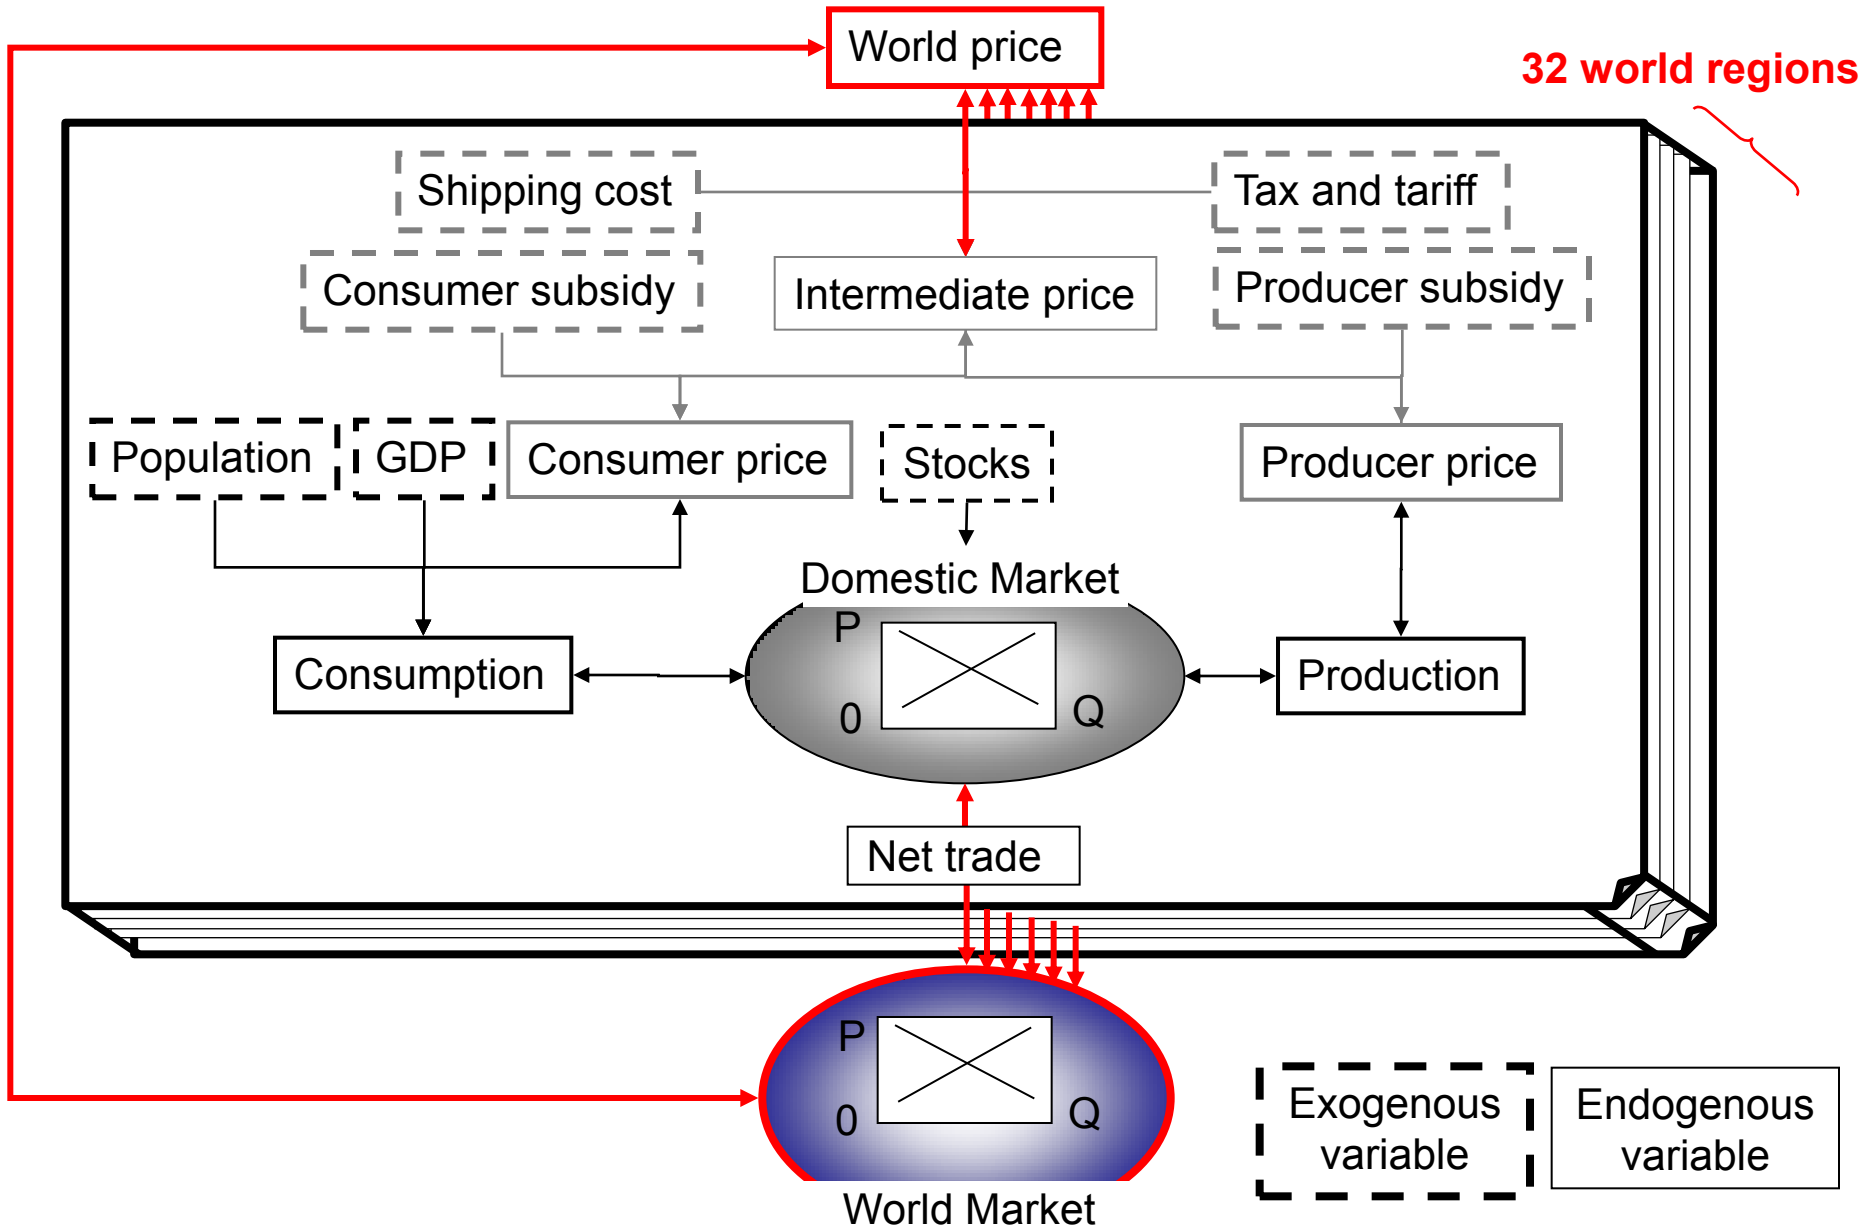 World price
32 world regions
Shipping cost
Tax and tariff
Consumer subsidy
Intermediate price
Producer subsidy
Population
GDP
Consumer price
Stocks
Producer price
Domestic Market
P
Consumption
Production
0
Q
Net trade
P
0
Q
World Market
Exogenous
variable
Endogenous
variable